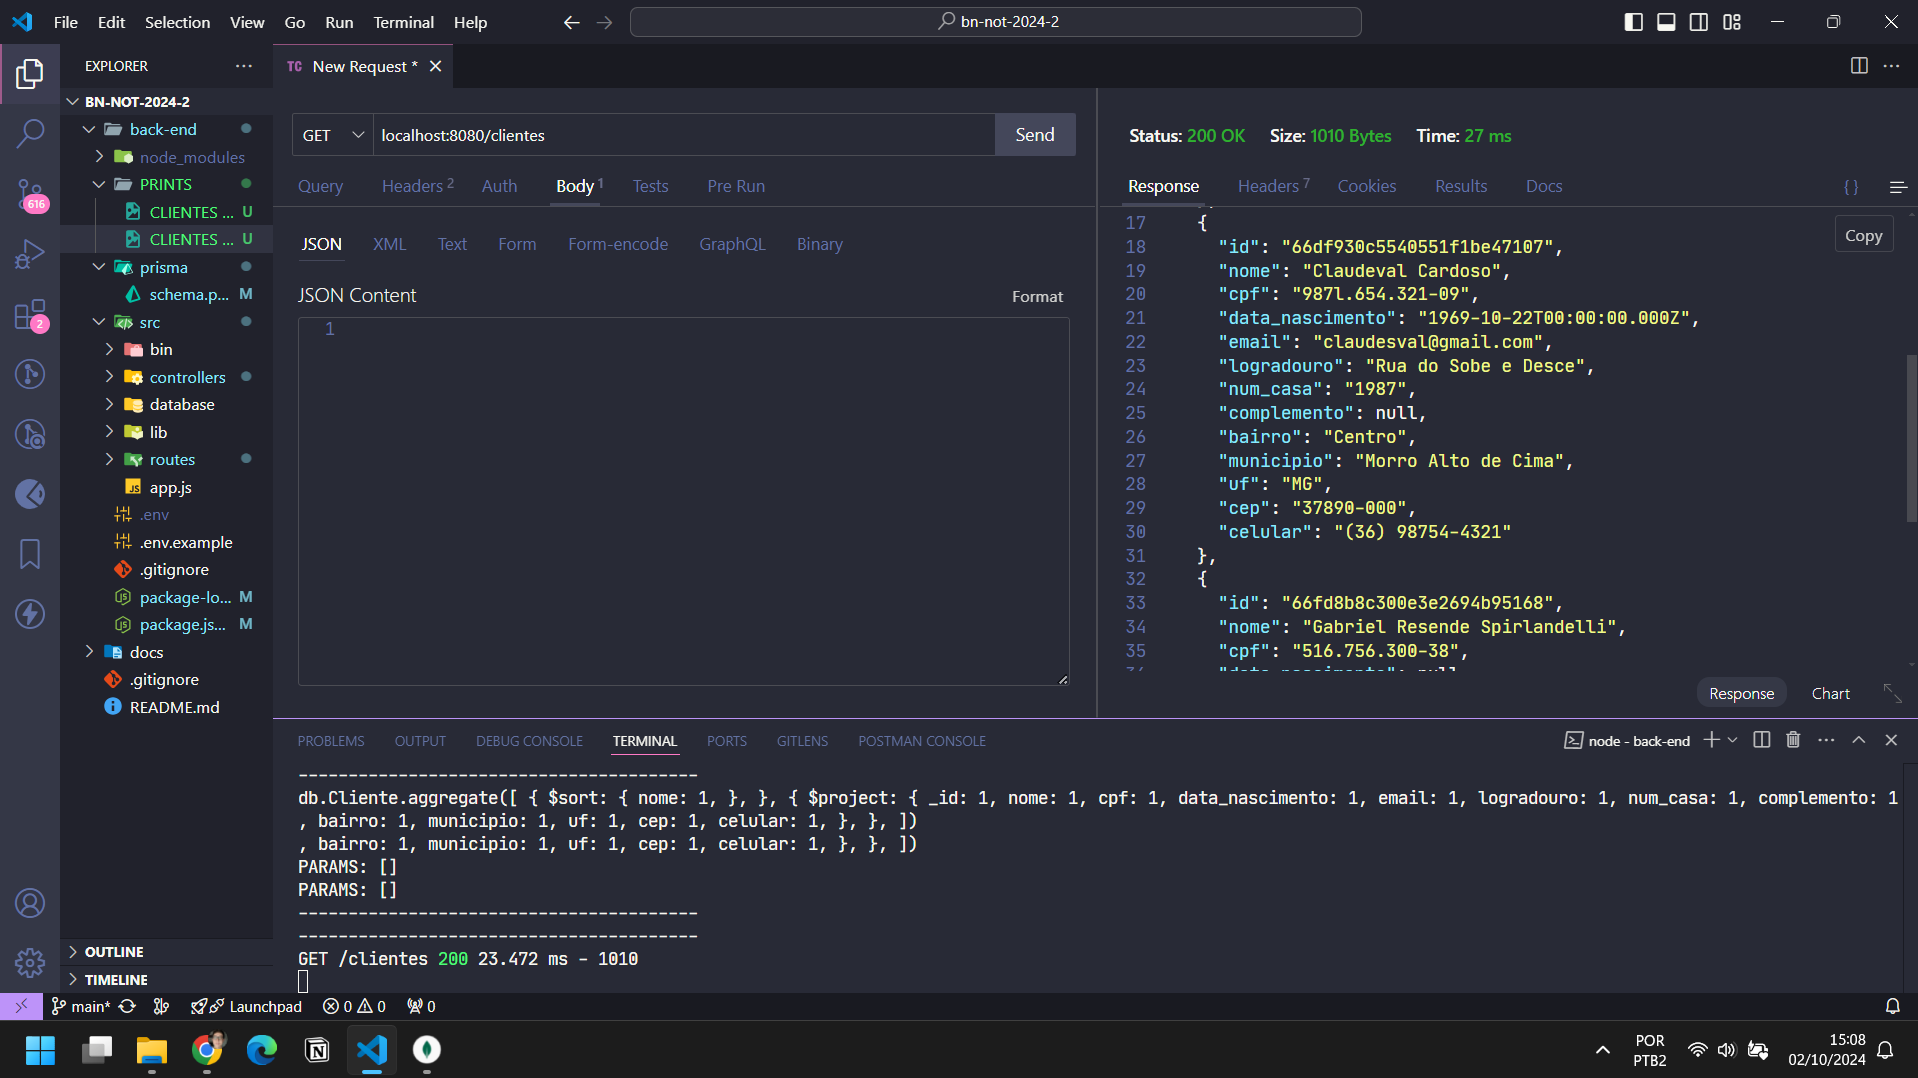 File Edit Selection View Go Run Terminal Help
bn-not-2024-2
EXPLORER
TC New Request *
BN-NOT-2024-2
back-end
node_modules
PRINTS
CLIENTES ... U
CLIENTES ... U
prisma
schema.p... M
src
bin
controllers
database
lib
routes
JS app.js
.env
.env.example
.gitignore
package-lo... M
package.js... M
docs
.gitignore
README.md
OUTLINE
TIMELINE
616
2
GET localhost:8080/clientes Send
Query Headers 2 Auth Body 1 Tests Pre Run
JSON XML Text Form Form-encode GraphQL Binary
JSON Content Format
1
Status: 200 OK Size: 1010 Bytes Time: 27 ms
Response Headers 7 Cookies Results Docs { }
Copy
17 {
18 "id": "66df930c5540551f1be47107",
19 "nome": "Claudeval Cardoso",
20 "cpf": "987l.654.321-09",
21 "data_nascimento": "1969-10-22T00:00:00.000Z",
22 "email": "claudesval@gmail.com",
23 "logradouro": "Rua do Sobe e Desce",
24 "num_casa": "1987",
25 "complemento": null,
26 "bairro": "Centro",
27 "municipio": "Morro Alto de Cima",
28 "uf": "MG",
29 "cep": "37890-000",
30 "celular": "(36) 98754-4321"
31 },
32 {
33 "id": "66fd8b8c300e3e2694b95168",
34 "nome": "Gabriel Resende Spirlandelli",
35 "cpf": "516.756.300-38",
Response Chart
PROBLEMS OUTPUT DEBUG CONSOLE TERMINAL PORTS GITLENS POSTMAN CONSOLE
node - back-end
----------------------------------------
db.Cliente.aggregate([ { $sort: { nome: 1, }, }, { $project: { _id: 1, nome: 1, cpf: 1, data_nascimento: 1, email: 1, logradouro: 1, num_casa: 1, complemento: 1
, bairro: 1, municipio: 1, uf: 1, cep: 1, celular: 1, }, }, ])
, bairro: 1, municipio: 1, uf: 1, cep: 1, celular: 1, }, }, ])
PARAMS: []
PARAMS: []
----------------------------------------
----------------------------------------
GET /clientes 200 23.472 ms - 1010
main* Launchpad 0 0 0
POR
PTB2
15:08
02/10/2024